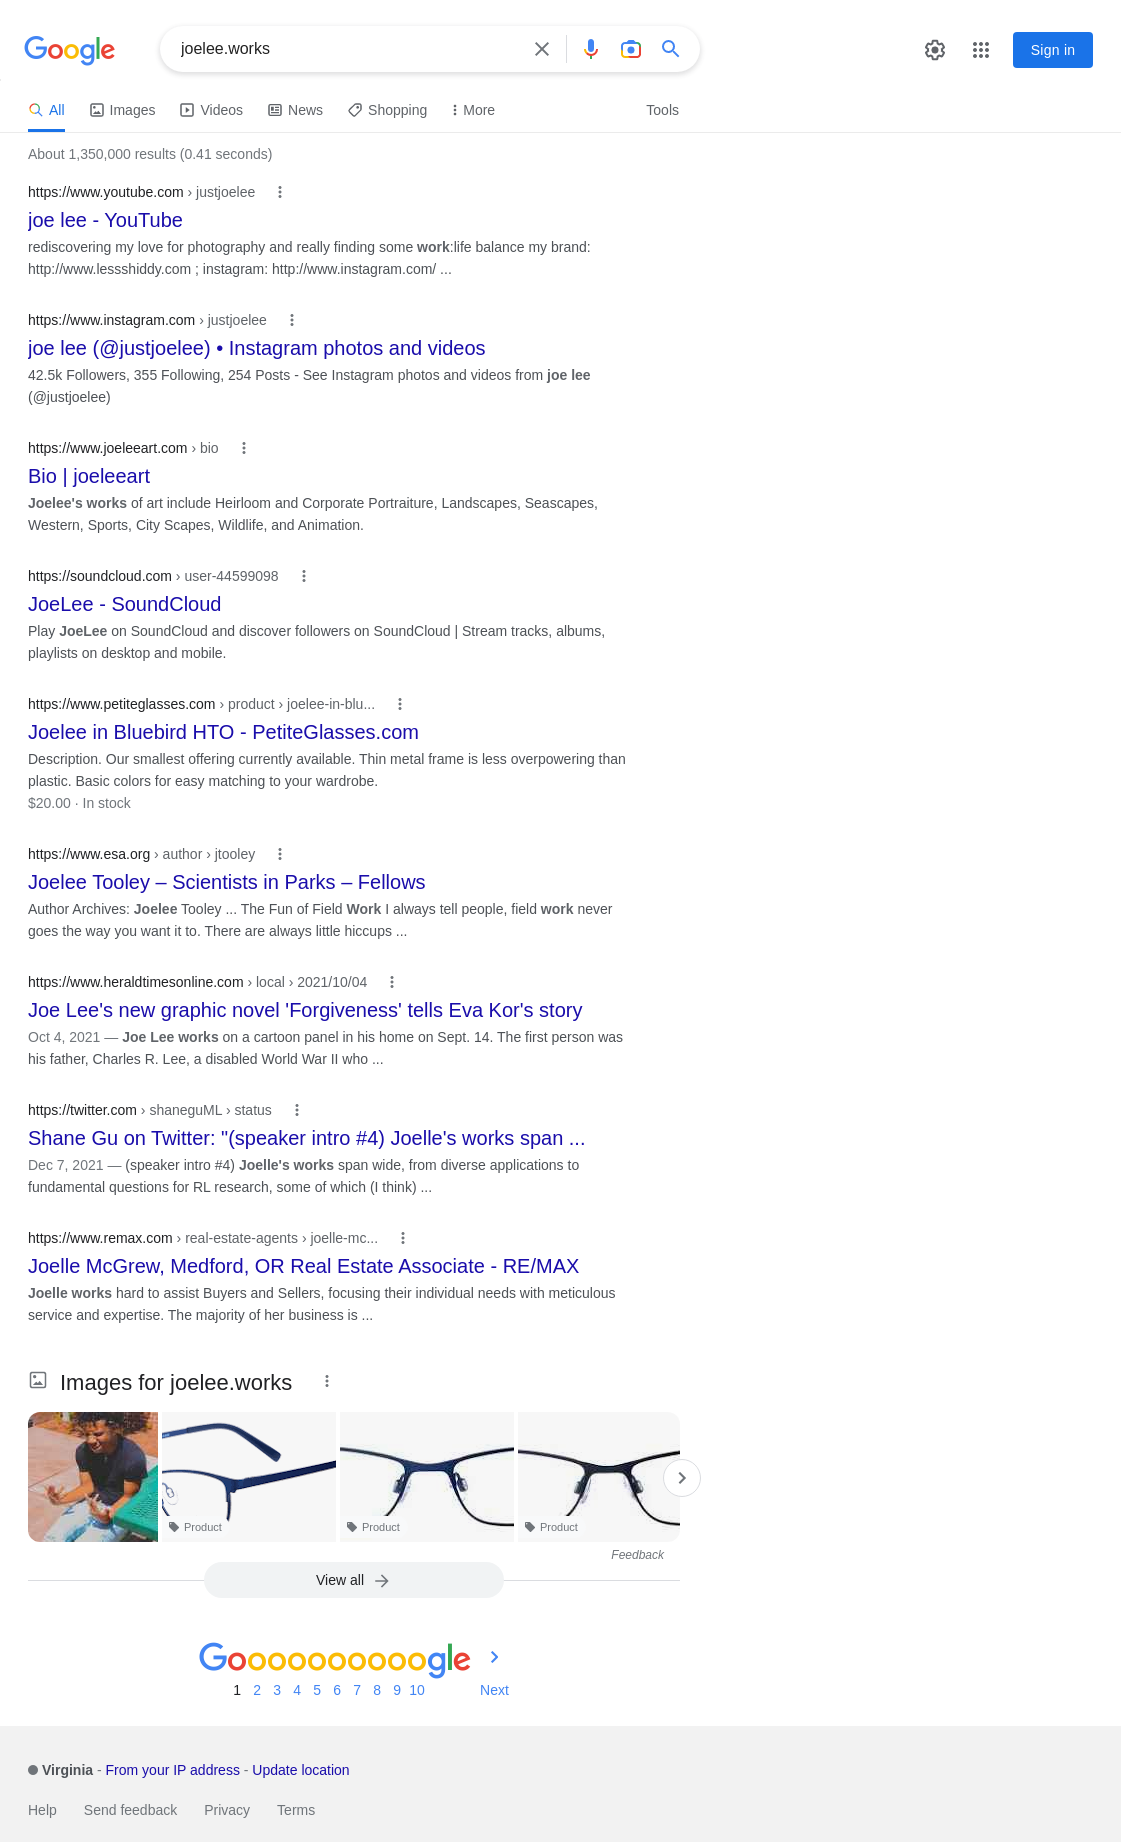 Google
joelee.works
Sign in
All
Images
Videos
News
Shopping
More
Tools
About 1,350,000 results (0.41 seconds)
https://www.youtube.com › justjoelee
joe lee - YouTube
rediscovering my love for photography and really finding some work:life balance my brand:
http://www.lessshiddy.com ; instagram: http://www.instagram.com/ ...
https://www.instagram.com › justjoelee
joe lee (@justjoelee) • Instagram photos and videos
42.5k Followers, 355 Following, 254 Posts - See Instagram photos and videos from joe lee
(@justjoelee)
https://www.joeleeart.com › bio
Bio | joeleeart
Joelee's works of art include Heirloom and Corporate Portraiture, Landscapes, Seascapes,
Western, Sports, City Scapes, Wildlife, and Animation.
https://soundcloud.com › user-44599098
JoeLee - SoundCloud
Play JoeLee on SoundCloud and discover followers on SoundCloud | Stream tracks, albums,
playlists on desktop and mobile.
https://www.petiteglasses.com › product › joelee-in-blu...
Joelee in Bluebird HTO - PetiteGlasses.com
Description. Our smallest offering currently available. Thin metal frame is less overpowering than
plastic. Basic colors for easy matching to your wardrobe.
$20.00 · In stock
https://www.esa.org › author › jtooley
Joelee Tooley – Scientists in Parks – Fellows
Author Archives: Joelee Tooley ... The Fun of Field Work I always tell people, field work never
goes the way you want it to. There are always little hiccups ...
https://www.heraldtimesonline.com › local › 2021/10/04
Joe Lee's new graphic novel 'Forgiveness' tells Eva Kor's story
Oct 4, 2021 — Joe Lee works on a cartoon panel in his home on Sept. 14. The first person was
his father, Charles R. Lee, a disabled World War II who ...
https://twitter.com › shaneguML › status
Shane Gu on Twitter: "(speaker intro #4) Joelle's works span ...
Dec 7, 2021 — (speaker intro #4) Joelle's works span wide, from diverse applications to
fundamental questions for RL research, some of which (I think) ...
https://www.remax.com › real-estate-agents › joelle-mc...
Joelle McGrew, Medford, OR Real Estate Associate - RE/MAX
Joelle works hard to assist Buyers and Sellers, focusing their individual needs with meticulous
service and expertise. The majority of her business is ...
Images for joelee.works
Product
Product
Product
Feedback
View all
Goooooooooogle
1 2 3 4 5 6 7 8 9 10 Next
Virginia - From your IP address - Update location
Help Send feedback Privacy Terms